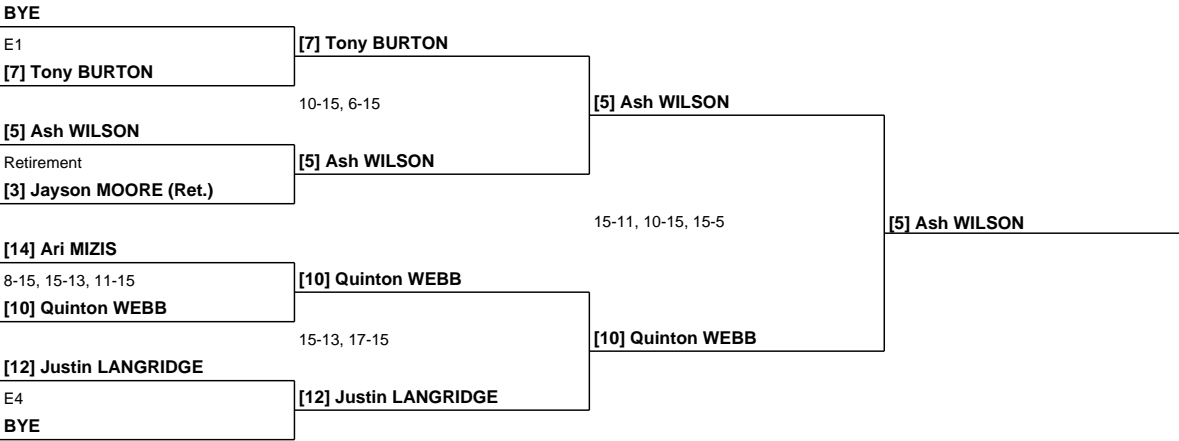 BYE
E1
[7] Tony BURTON
[7] Tony BURTON
10-15, 6-15
[5] Ash WILSON
[5] Ash WILSON
Retirement
[5] Ash WILSON
[3] Jayson MOORE (Ret.)
15-11, 10-15, 15-5
[5] Ash WILSON
[14] Ari MIZIS
8-15, 15-13, 11-15
[10] Quinton WEBB
[10] Quinton WEBB
15-13, 17-15
[10] Quinton WEBB
[12] Justin LANGRIDGE
E4
[12] Justin LANGRIDGE
BYE